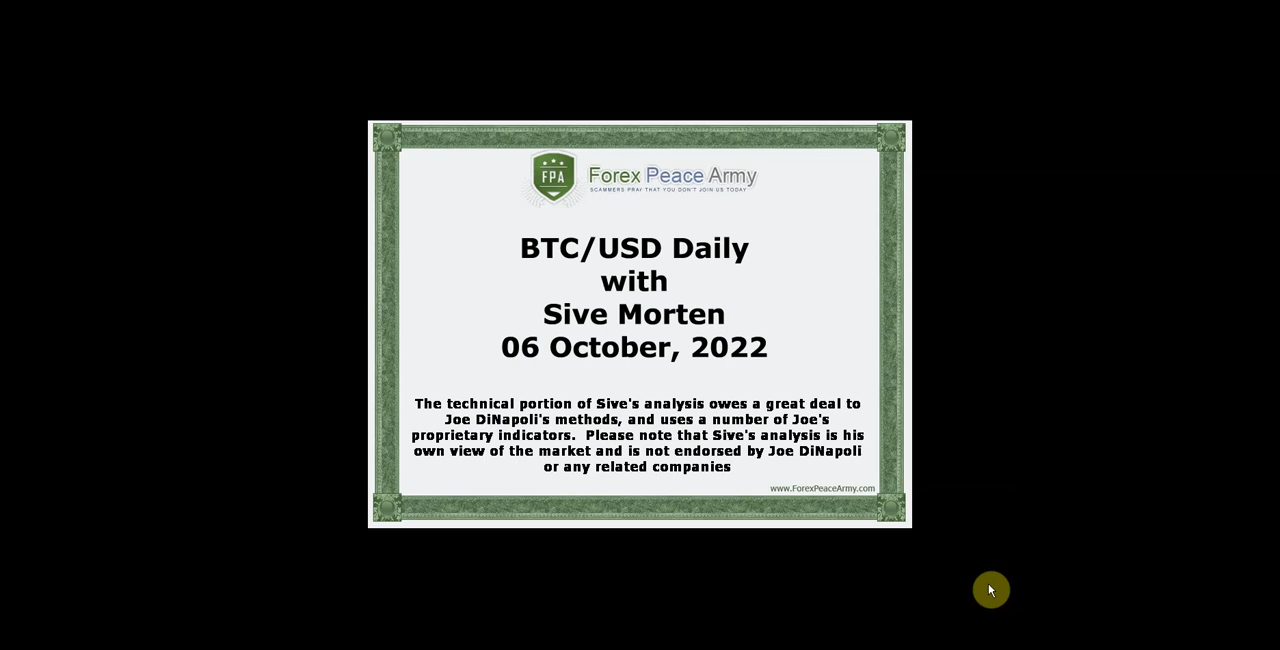 FPA
Forex Peace Army
SCAMMERS PRAY THAT YOU DON'T JOIN US TODAY
BTC/USD Daily
with
Sive Morten
06 October, 2022
The technical portion of Sive's analysis owes a great deal to
Joe DiNapoli's methods, and uses a number of Joe's
proprietary indicators. Please note that Sive's analysis is his
own view of the market and is not endorsed by Joe DiNapoli
or any related companies
www.ForexPeaceArmy.com